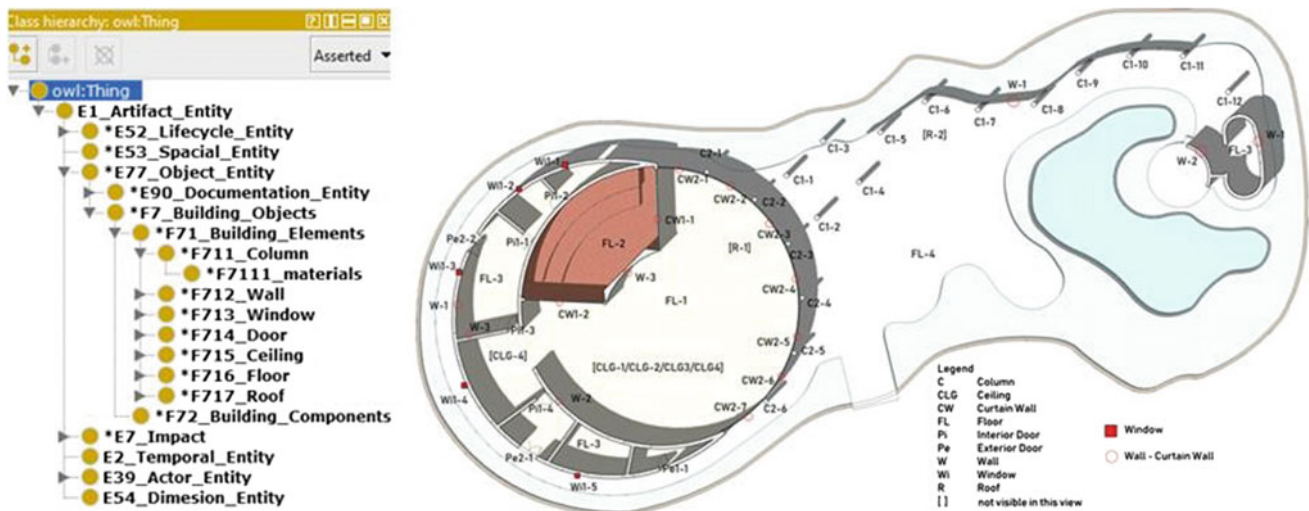 Class hierarchy: owl:Thing
Asserted
owl:Thing
E1_Artifact_Entity
*E52_Lifecycle_Entity
*E53_Spacial_Entity
*E77_Object_Entity
*E90_Documentation_Entity
*F7_Building_Objects
*F71_Building_Elements
*F711_Column
*F7111_materials
*F712_Wall
*F713_Window
*F714_Door
*F715_Ceiling
*F716_Floor
*F717_Roof
*F72_Building_Components
*E7_Impact
E2_Temporal_Entity
E39_Actor_Entity
E54_Dimesion_Entity
C1-10
C1-11
C1-9
W-1
C1-6
C1-8
C1-12
C1-7
[R-2]
C1-5
W-1
C1-3
FL-3
W-2
C2-1
Wi1-1
CW2-1
C1-1
C1-4
Wi1-2
Pi1-2
CW2-2
C2-2
CW1-1
C1-2
CW2-3
Pe2-2
Pi1-1
FL-2
[R-1]
C2-3
FL-4
Wi1-3
FL-3
W-3
CW2-4
W-1
FL-1
C2-4
CW1-2
W-3
Pi1-3
CW2-5
C2-5
[CLG-4]
[CLG-1/CLG-2/CLG3/CLG4]
CW2-6
Wi1-4
W-2
C2-6
Pi1-4
CW2-7
FL-3
Pe2-1
Pe1-1
Wi1-5
Legend
C Column
CLG Ceiling
CW Curtain Wall
FL Floor
Pi Interior Door
Pe Exterior Door
W Wall
Wi Window
R Roof
[ ] not visible in this view
Window
Wall - Curtain Wall